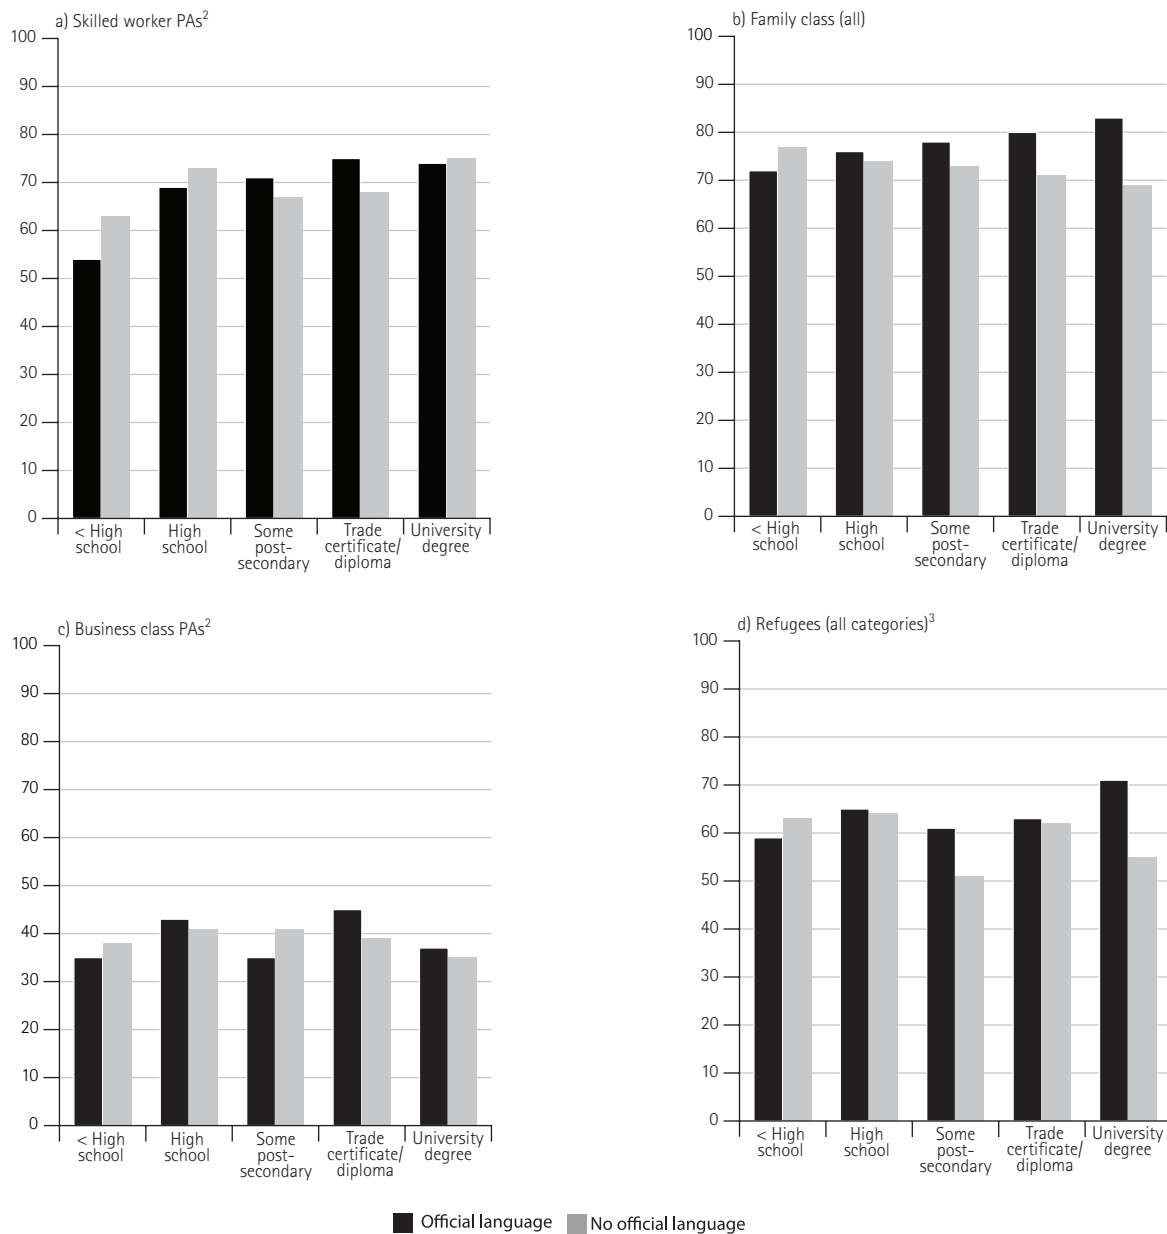 a) Skilled worker PAs2
100
90
80
70
60
50
40
30
20
10
0
< High
school
High
school
Some
post-
secondary
Trade
certificate/
diploma
University
degree
b) Family class (all)
100
90
80
70
60
50
40
30
20
10
0
< High
school
High
school
Some
post-
secondary
Trade
certificate/
diploma
University
degree
c) Business class PAs2
100
90
80
70
60
50
40
30
20
10
0
< High
school
High
school
Some
post-
secondary
Trade
certificate/
diploma
University
degree
d) Refugees (all categories)3
100
90
80
70
60
50
40
30
20
10
0
< High
school
High
school
Some
post-
secondary
Trade
certificate/
diploma
University
degree
Official language
No official language